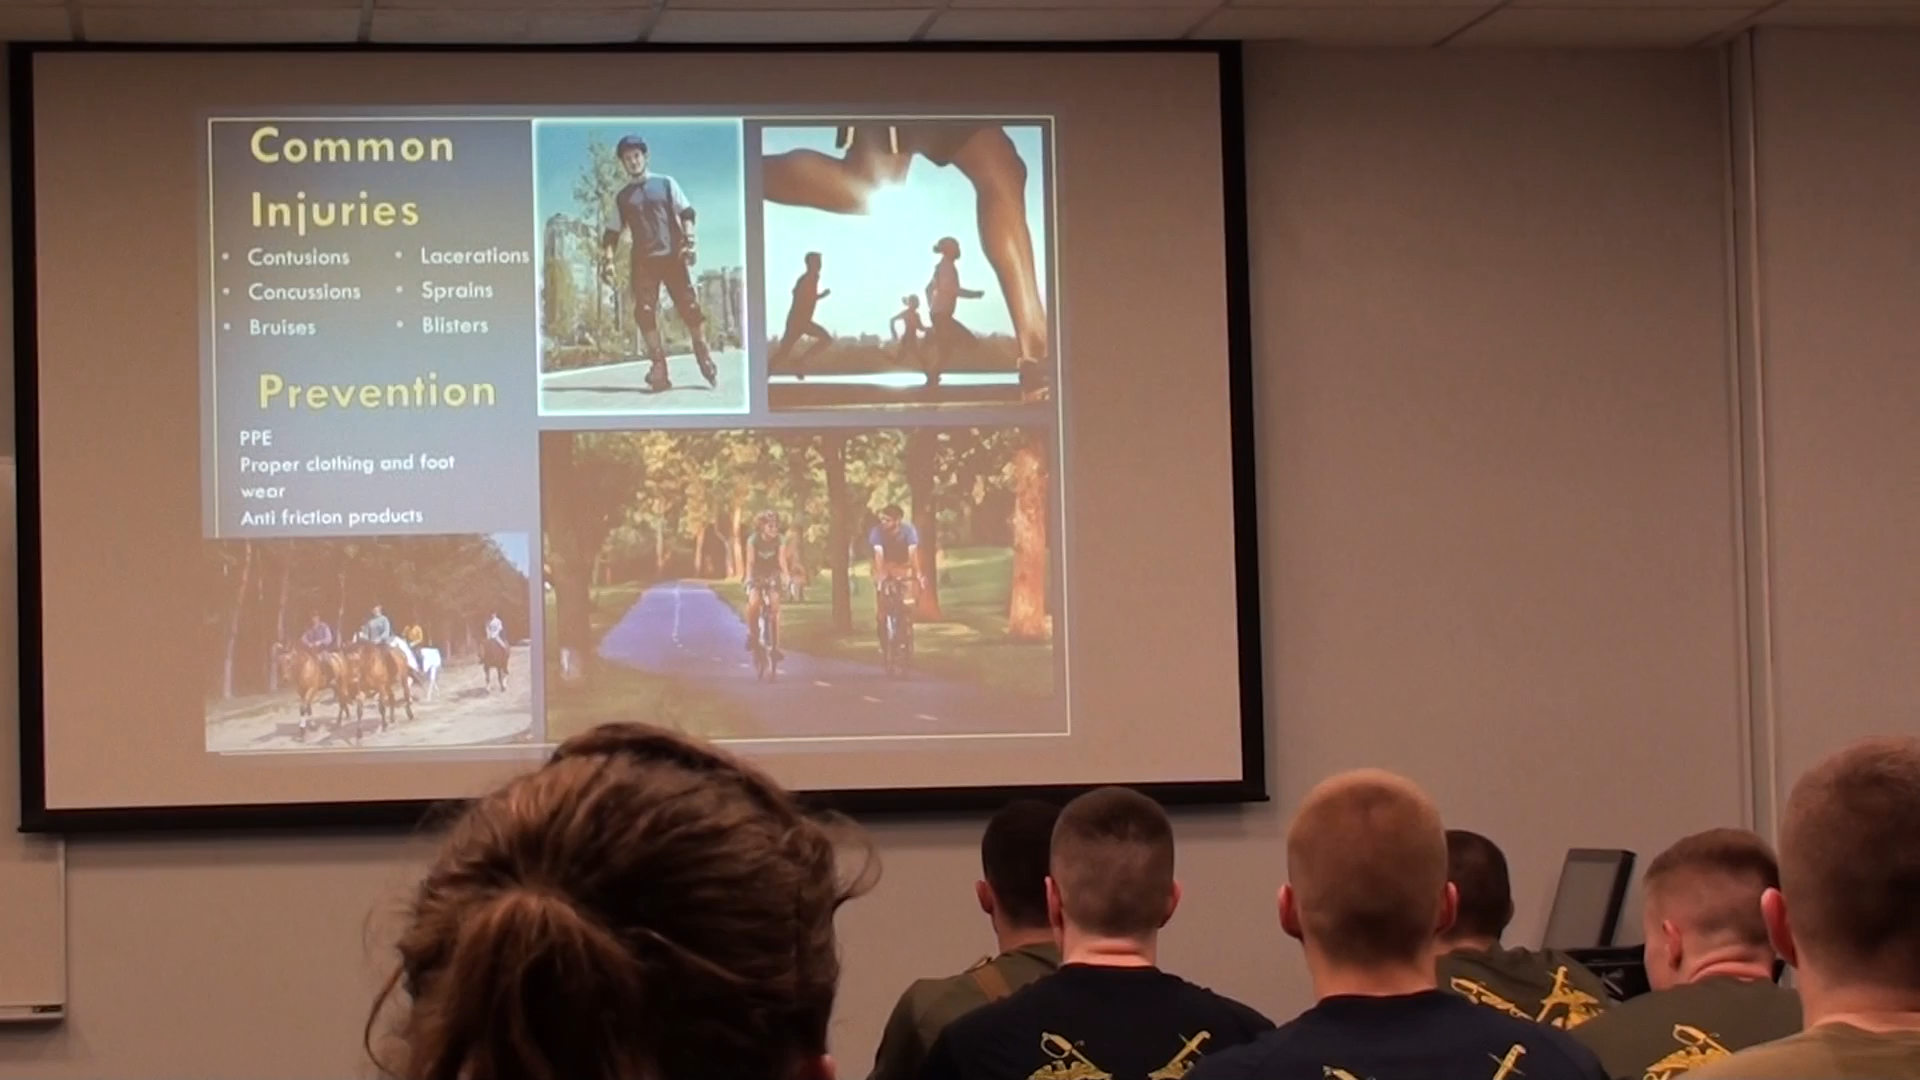 Common
Injuries
• Contusions
• Concussions
• Bruises
• Lacerations
• Sprains
• Blisters
Prevention
PPE
Proper clothing and foot
wear
Anti friction products